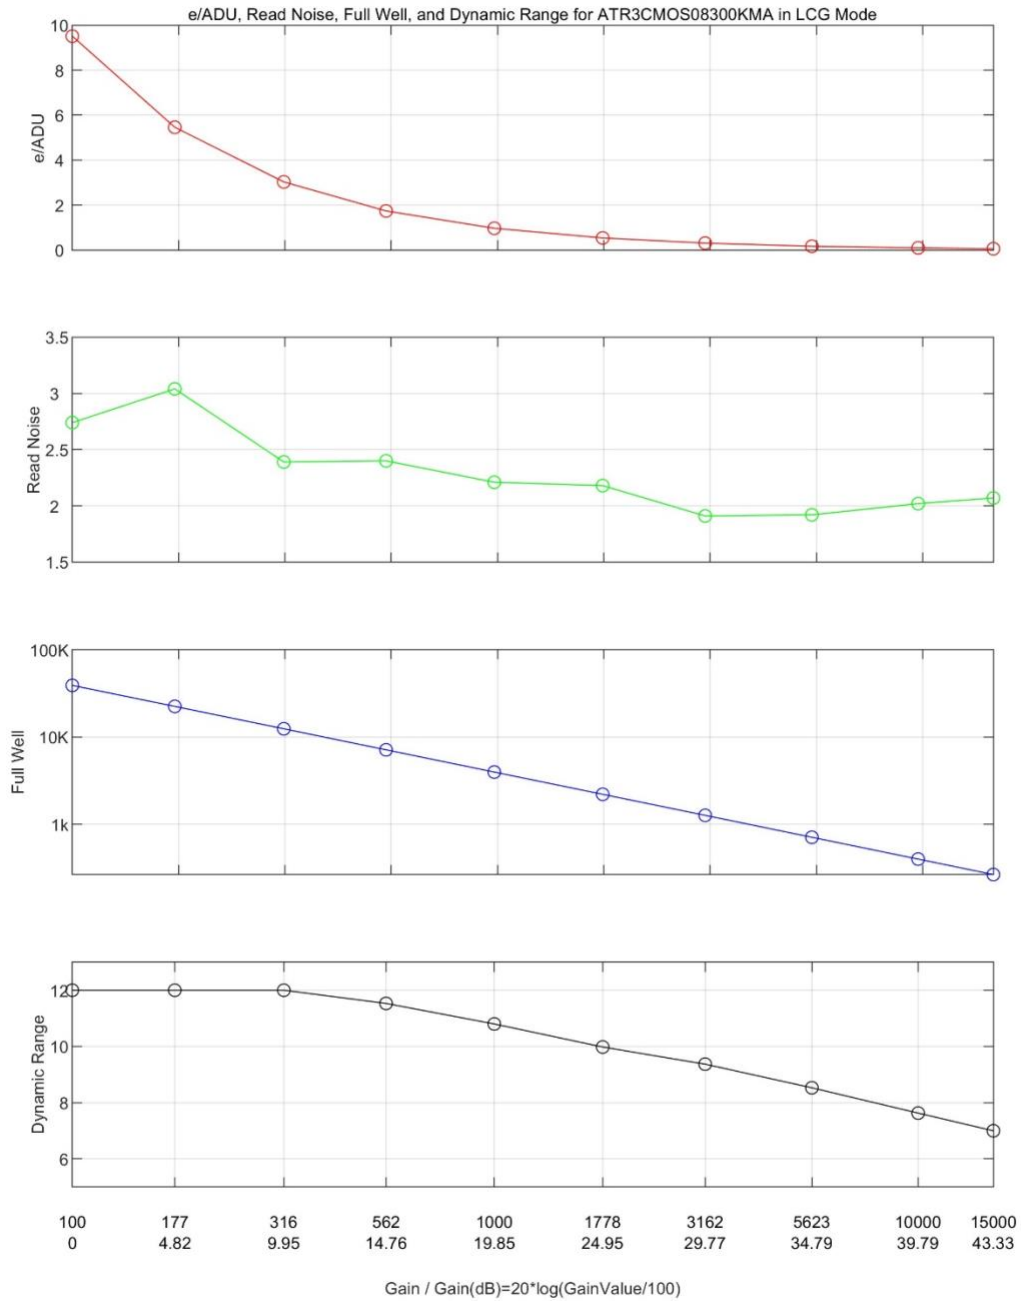 e/ADU, Read Noise, Full Well, and Dynamic Range for ATR3CMOS08300KMA in LCG Mode
10
8
6
4
2
0
e/ADU
3.5
3
2.5
2
1.5
Read Noise
100K
10K
1k
Full Well
12
10
8
6
Dynamic Range
100 177 316 562 1000 1778 3162 5623 10000 15000
0 4.82 9.95 14.76 19.85 24.95 29.77 34.79 39.79 43.33
Gain / Gain(dB)=20*log(GainValue/100)